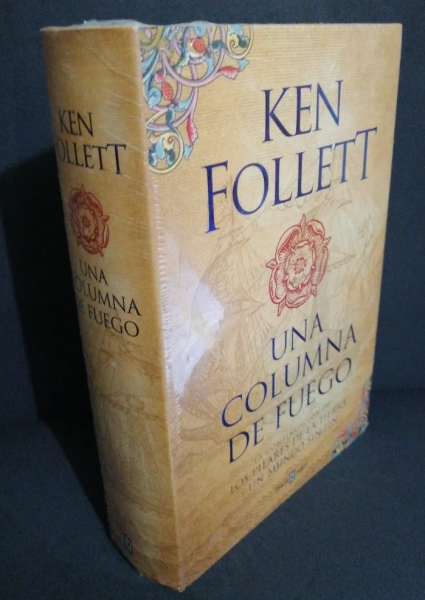 KEN
FOLLETT
UNA
COLUMNA
DE FUEGO
KEN
FOLLETT
UNA
COLUMNA
DE FUEGO
LOS PILARES DE LA TIERRA
UN MUNDO SIN FIN